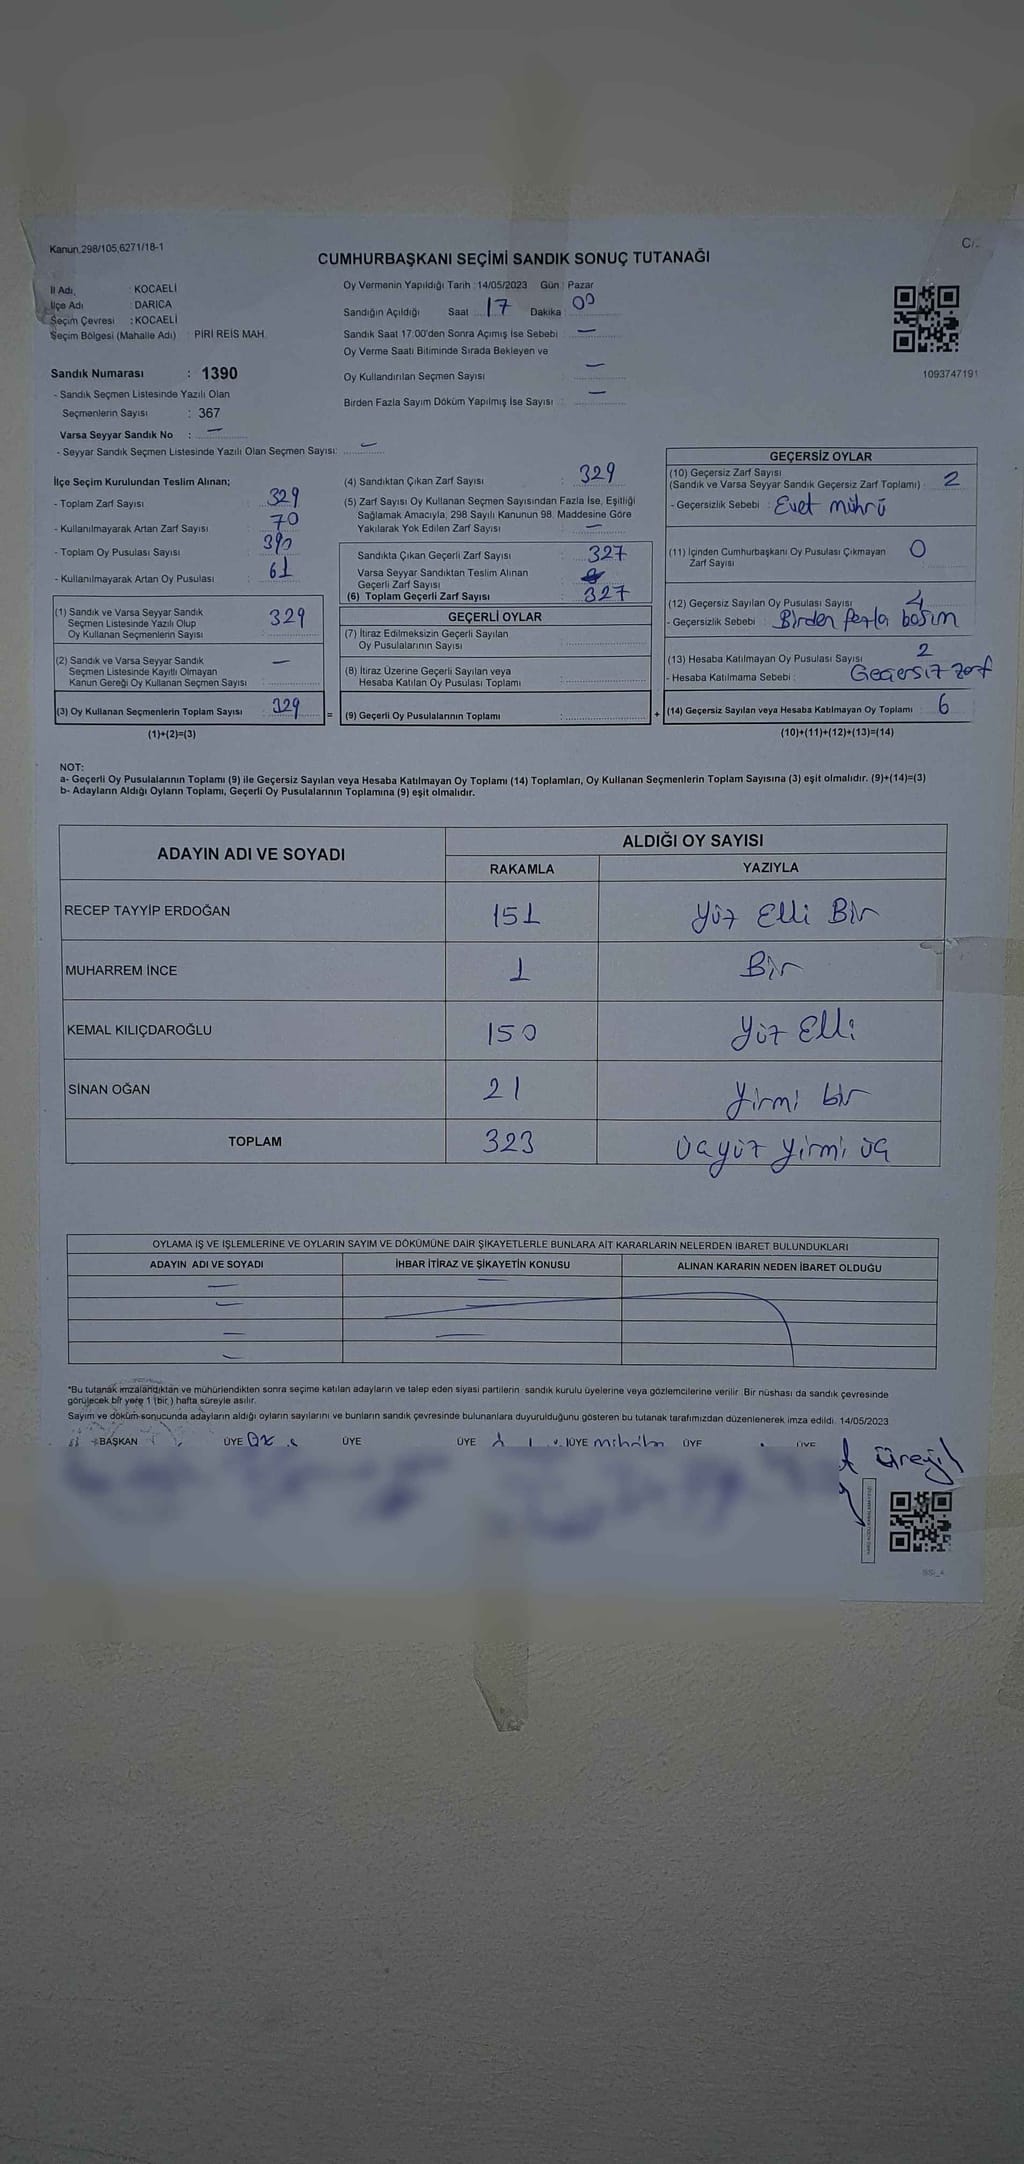 Kanun.298/105,6271/18-1
CUMHURBAŞKANI SEÇİMİ SANDIK SONUÇ TUTANAĞI
İl Adı : KOCAELİ
İlçe Adı : DARICA
Seçim Çevresi : KOCAELİ
Seçim Bölgesi (Mahalle Adı) : PİRİ REİS MAH.
Sandık Numarası : 1390
- Sandık Seçmen Listesinde Yazılı Olan
Seçmenlerin Sayısı : 367
Varsa Seyyar Sandık No : —
- Seyyar Sandık Seçmen Listesinde Yazılı Olan Seçmen Sayısı: —
Oy Vermenin Yapıldığı Tarih : 14/05/2023 Gün : Pazar
Sandığın Açıldığı Saat 17 Dakika 00
Sandık Saat 17.00'den Sonra Açımış İse Sebebi : —
Oy Verme Saati Bitiminde Sırada Bekleyen ve
Oy Kullandırılan Seçmen Sayısı : —
Birden Fazla Sayım Döküm Yapılmış İse Sayısı : —
1093747191
İlçe Seçim Kurulundan Teslim Alınan;
- Toplam Zarf Sayısı : 329
- Kullanılmayarak Artan Zarf Sayısı : 70
- Toplam Oy Pusulası Sayısı : 390
- Kullanılmayarak Artan Oy Pusulası : 61
(1) Sandık ve Varsa Seyyar Sandık
Seçmen Listesinde Yazılı Olup
Oy Kullanan Seçmenlerin Sayısı : 329
(2) Sandık ve Varsa Seyyar Sandık
Seçmen Listesinde Kayıtlı Olmayan
Kanun Gereği Oy Kullanan Seçmen Sayısı : —
(3) Oy Kullanan Seçmenlerin Toplam Sayısı : 329
(1)+(2)=(3)
(4) Sandıktan Çıkan Zarf Sayısı : 329
(5) Zarf Sayısı Oy Kullanan Seçmen Sayısından Fazla İse, Eşitliği
Sağlamak Amacıyla; 298 Sayılı Kanunun 98. Maddesine Göre
Yakılarak Yok Edilen Zarf Sayısı : —
Sandıkta Çıkan Geçerli Zarf Sayısı : 327
Varsa Seyyar Sandıktan Teslim Alınan
Geçerli Zarf Sayısı :
(6) Toplam Geçerli Zarf Sayısı : 327
GEÇERLİ OYLAR
(7) İtiraz Edilmeksizin Geçerli Sayılan
Oy Pusulalarının Sayısı :
(8) İtiraz Üzerine Geçerli Sayılan veya
Hesaba Katılan Oy Pusulası Toplamı :
= (9) Geçerli Oy Pusulalarının Toplamı :
GEÇERSİZ OYLAR
(10) Geçersiz Zarf Sayısı
(Sandık ve Varsa Seyyar Sandık Geçersiz Zarf Toplamı) : 2
- Geçersizlik Sebebi : Evet mührü
(11) İçinden Cumhurbaşkanı Oy Pusulası Çıkmayan
Zarf Sayısı : 0
(12) Geçersiz Sayılan Oy Pusulası Sayısı : 4
- Geçersizlik Sebebi : Birden fazla basım
(13) Hesaba Katılmayan Oy Pusulası Sayısı : 2
- Hesaba Katılmama Sebebi : Geçersiz zarf
+ (14) Geçersiz Sayılan veya Hesaba Katılmayan Oy Toplamı : 6
(10)+(11)+(12)+(13)=(14)
NOT:
a- Geçerli Oy Pusulalarının Toplamı (9) ile Geçersiz Sayılan veya Hesaba Katılmayan Oy Toplamı (14) Toplamları, Oy Kullanan Seçmenlerin Toplam Sayısına (3) eşit olmalıdır. (9)+(14)=(3)
b- Adayların Aldığı Oyların Toplamı, Geçerli Oy Pusulalarının Toplamına (9) eşit olmalıdır.
ADAYIN ADI VE SOYADI
ALDIĞI OY SAYISI
RAKAMLA YAZIYLA
RECEP TAYYİP ERDOĞAN 151 Yüz Elli Bir
MUHARREM İNCE 1 Bir
KEMAL KILIÇDAROĞLU 150 Yüz Elli
SİNAN OĞAN 21 Yirmi bir
TOPLAM 323 üçyüz yirmi üç
OYLAMA İŞ VE İŞLEMLERİNE VE OYLARIN SAYIM VE DÖKÜMÜNE DAİR ŞİKAYETLERLE BUNLARA AİT KARARLARIN NELERDEN İBARET BULUNDUKLARI
ADAYIN ADI VE SOYADI İHBAR İTİRAZ VE ŞİKAYETİN KONUSU ALINAN KARARIN NEDEN İBARET OLDUĞU
*Bu tutanak imzalandıktan ve mühürlendikten sonra seçime katılan adayların ve talep eden siyasi partilerin sandık kurulu üyelerine veya gözlemcilerine verilir. Bir nüshası da sandık çevresinde
görülecek bir yere 1 (bir ) hafta süreyle asılır.
Sayım ve döküm sonucunda adayların aldığı oyların sayılarını ve bunların sandık çevresinde bulunanlara duyurulduğunu gösteren bu tutanak tarafımızdan düzenlenerek imza edildi. 14/05/2023
BAŞKAN ÜYE ÜYE ÜYE ÜYE ÜYE ÜYE